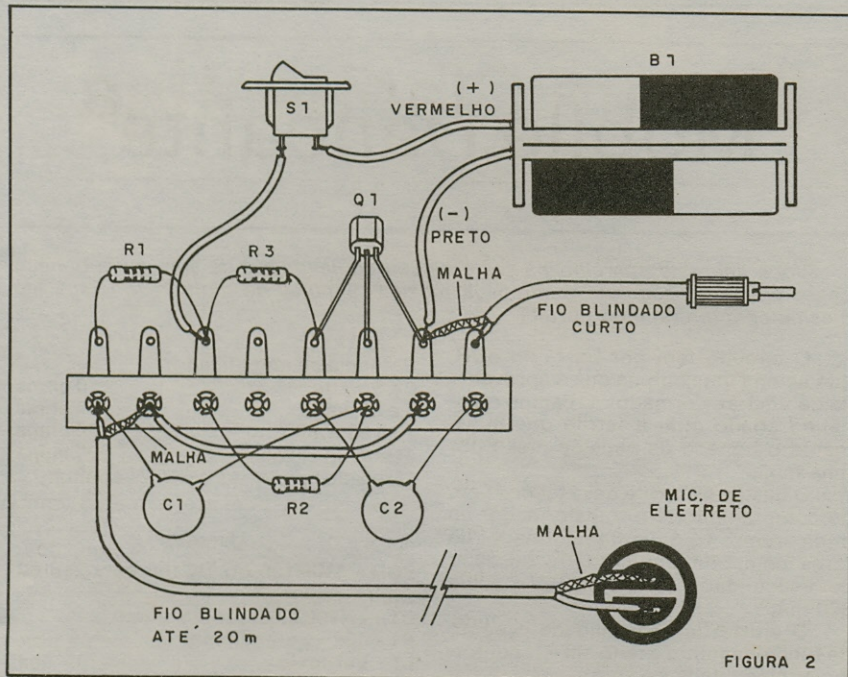 B1
(+)
VERMELHO
S1
Q1
(-)
PRETO
R1
R3
MALHA
FIO BLINDADO
CURTO
MALHA
C1
R2
C2
MIC. DE
ELETRETO
MALHA
FIO BLINDADO
ATÉ 20m
FIGURA 2